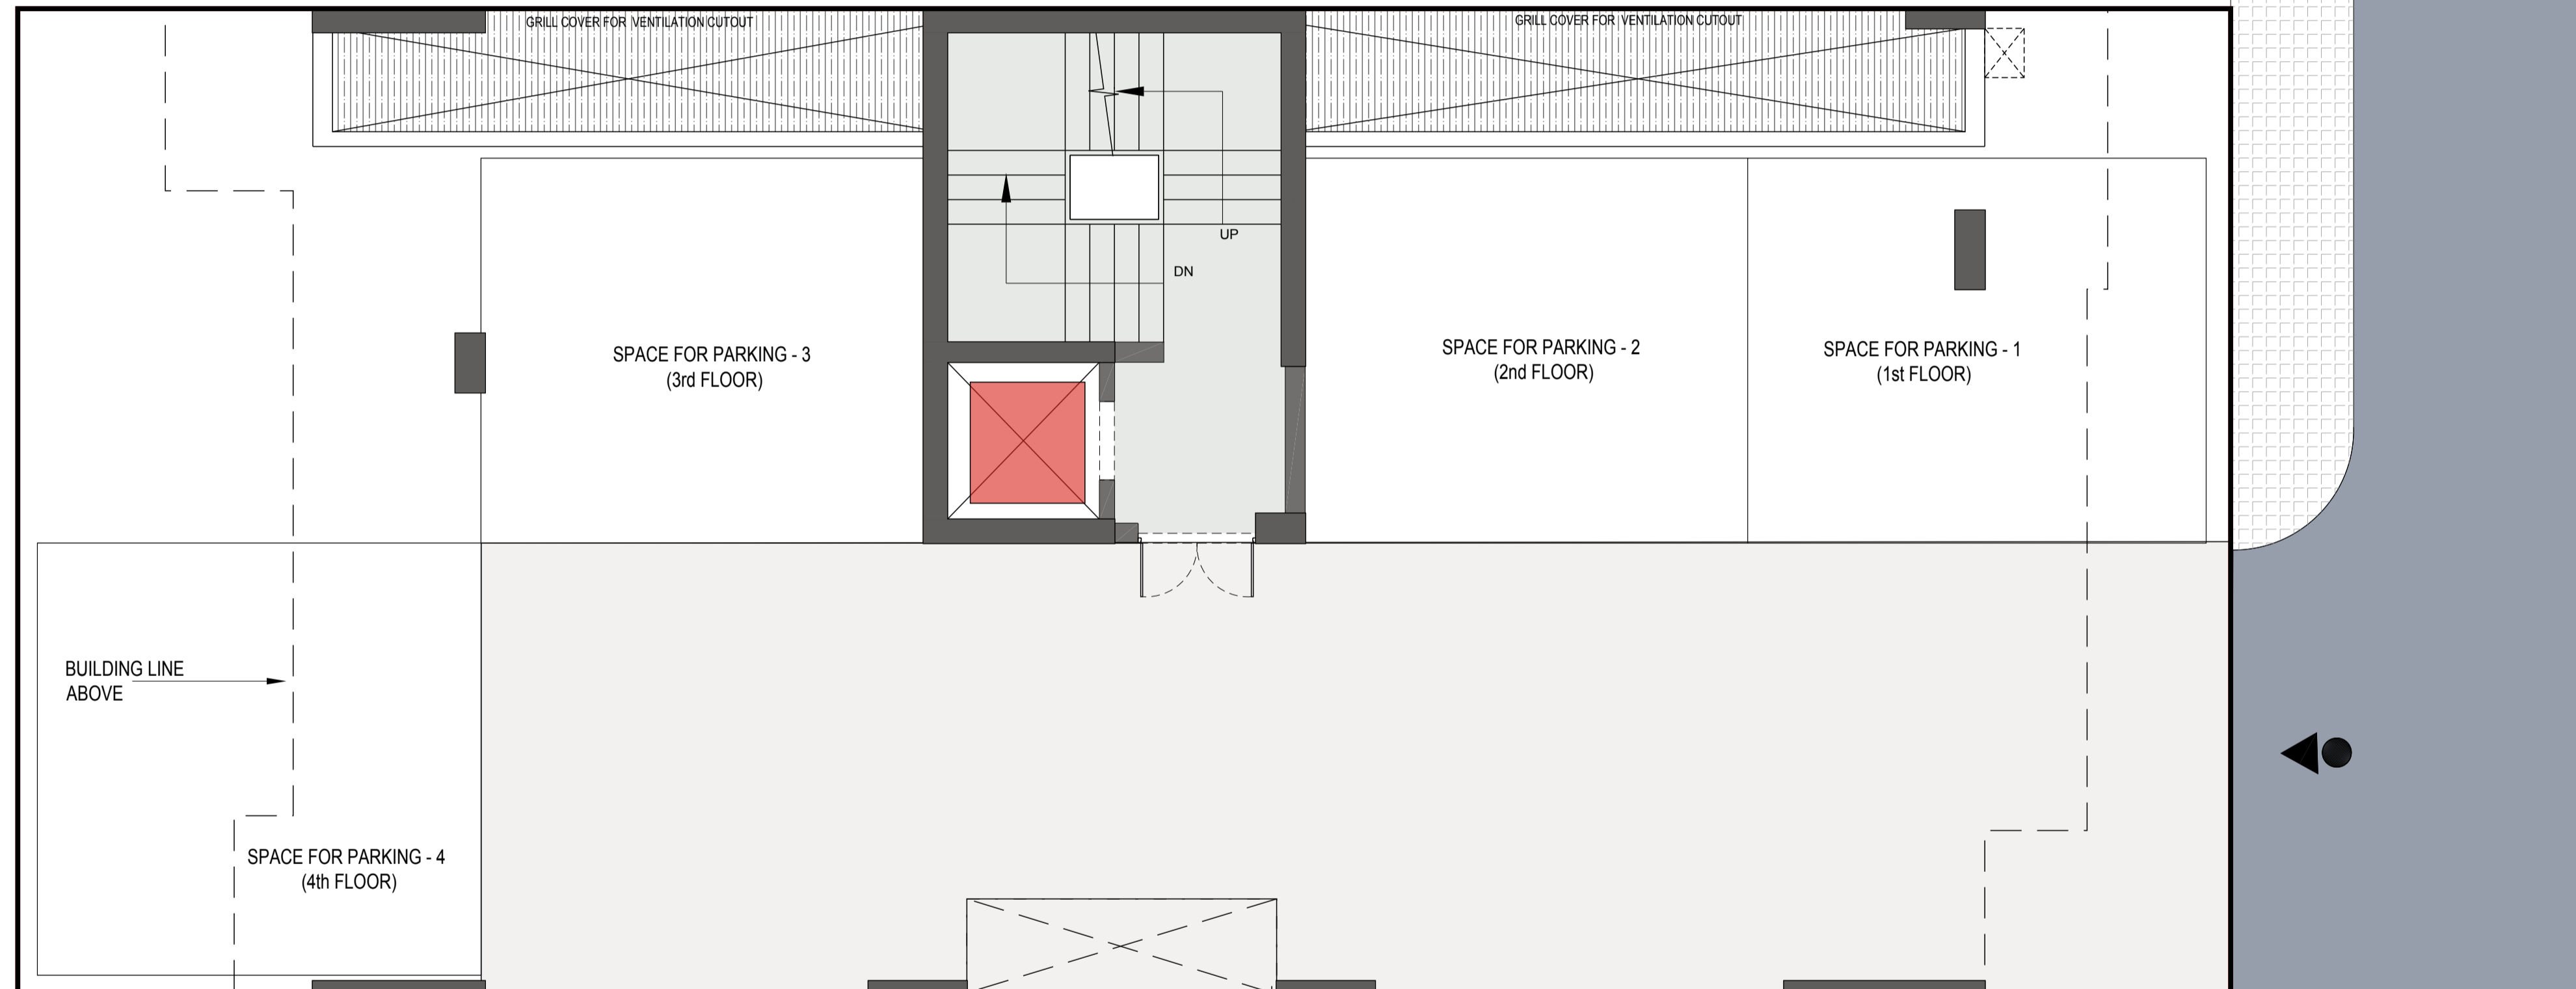 GRILL COVER FOR VENTILATION CUTOUT
GRILL COVER FOR VENTILATION CUTOUT
UP
DN
SPACE FOR PARKING - 3
(3rd FLOOR)
SPACE FOR PARKING - 2
(2nd FLOOR)
SPACE FOR PARKING - 1
(1st FLOOR)
BUILDING LINE
ABOVE
SPACE FOR PARKING - 4
(4th FLOOR)